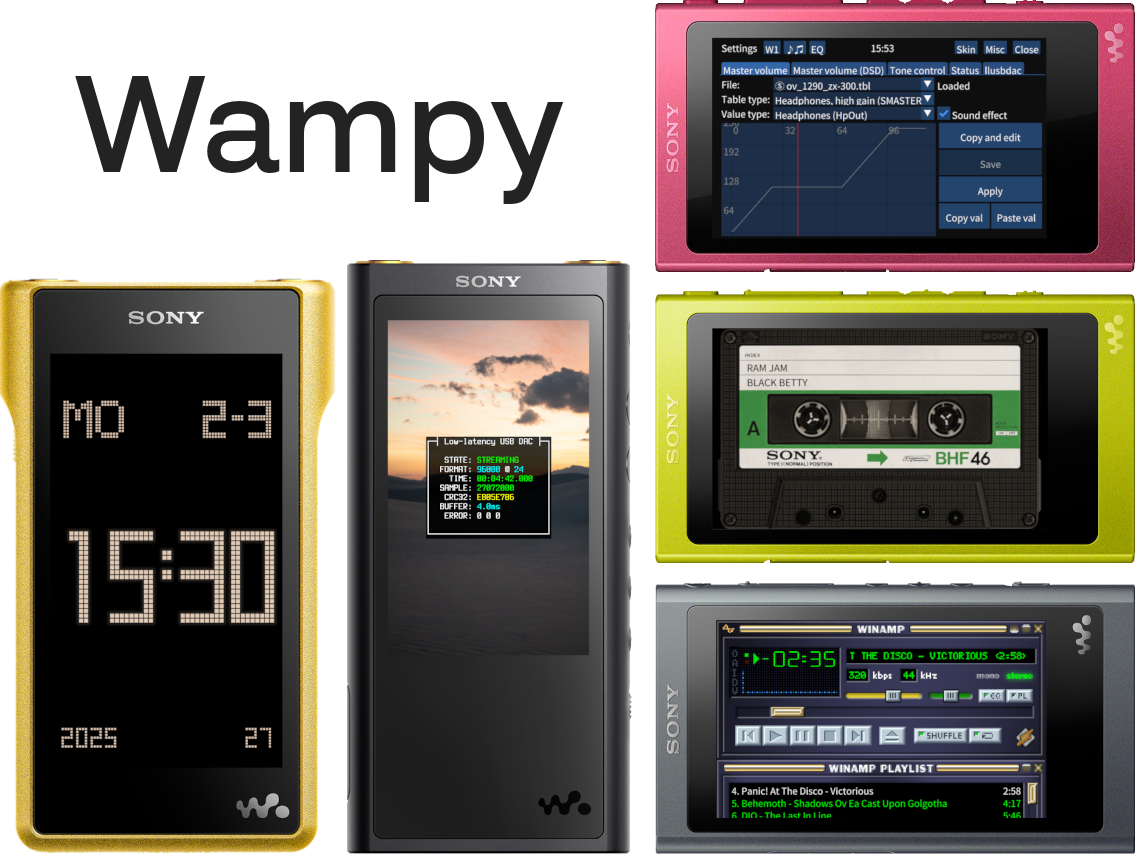 Wampy
SONY
MO 2-3
15:30
2025 27
SONY
Low-latency USB DAC
STATE: STREAMING
FORMAT: 96000 0 24
TIME: 00:04:42.000
SAMPLE: 27072000
CRC32: EB05E786
BUFFER: 4.0ms
ERROR: 0 0 0
SONY
Settings W1 ♪♫ EQ 15:53 Skin Misc Close
Master volume Master volume (DSD) Tone control Status llusbdac
File: Ⓢ ov_1290_zx-300.tbl Loaded
Table type: Headphones, high gain (SMASTER
Value type: Headphones (HpOut) Sound effect
0 32 64 96
192
128
64
Copy and edit
Save
Apply
Copy val Paste val
SONY
INDEX
RAM JAM
BLACK BETTY
A
SONY
TYPE I (NORMAL) POSITION
BHF 46
SONY
WINAMP
OAIDV
-02:35
T THE DISCO - VICTORIOUS <2:58>
320 kbps 44 kHz mono stereo
EQ PL
SHUFFLE
WINAMP PLAYLIST
4. Panic! At The Disco - Victorious 2:58
5. Behemoth - Shadows Ov Ea Cast Upon Golgotha 4:17
6. DIO - The Last In Line 5:46